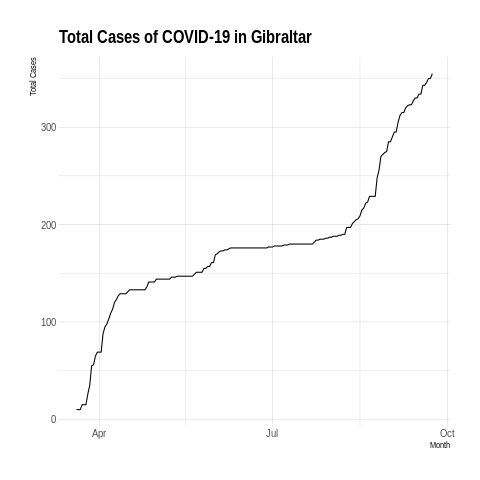 Total Cases of COVID-19 in Gibraltar
Total Cases
300
200
100
0
Apr Jul Oct
Month